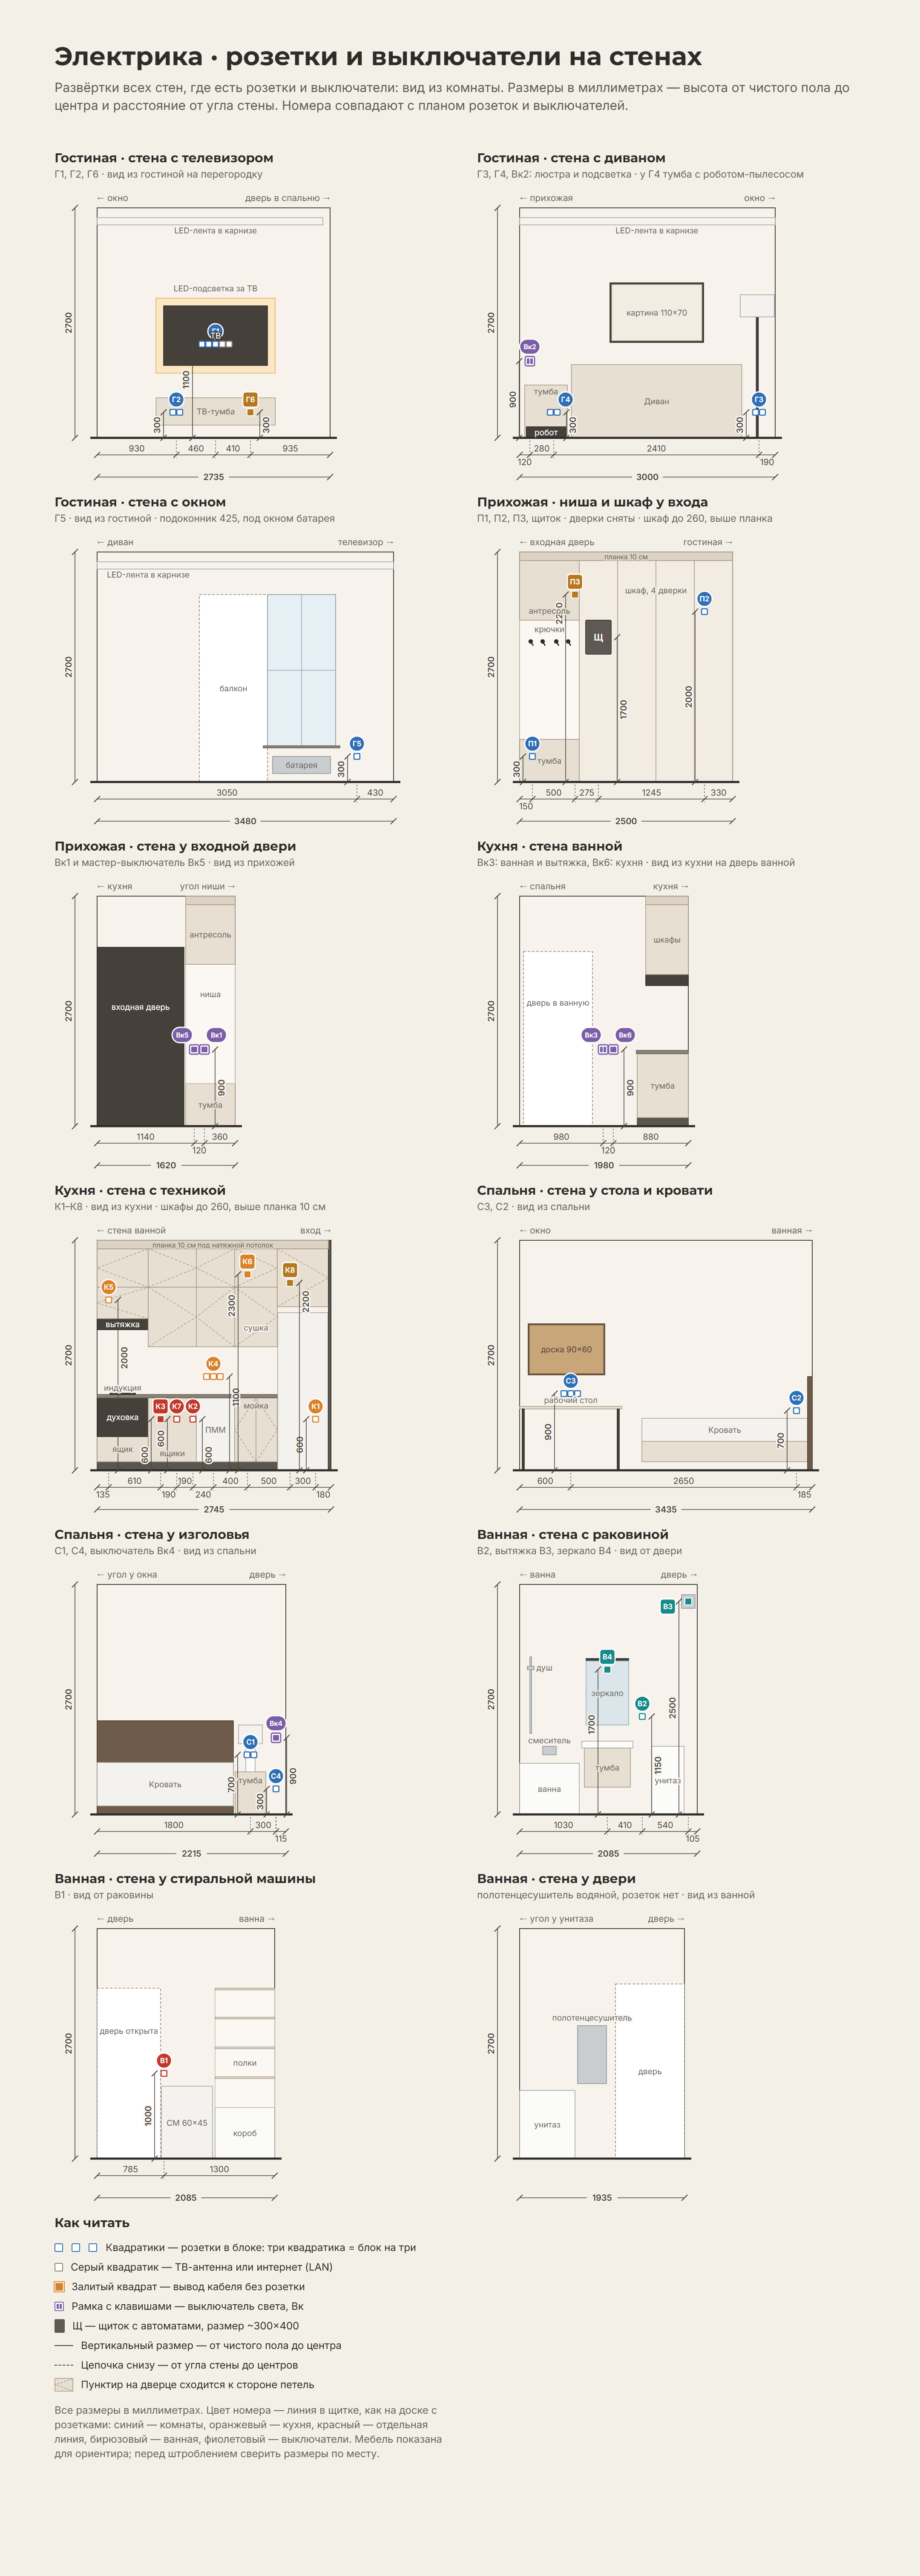 Электрика · розетки и выключатели на стенах
Развёртки всех стен, где есть розетки и выключатели: вид из комнаты. Размеры в миллиметрах — высота от чистого пола до
центра и расстояние от угла стены. Номера совпадают с планом розеток и выключателей.
Гостиная · стена с телевизором
Г1, Г2, Г6 · вид из гостиной на перегородку
← окно
дверь в спальню →
LED-лента в карнизе
LED-подсветка за ТВ
2700
ТВ
1100
Г2
Г6
ТВ-тумба
300
300
930
460
410
935
2735
Гостиная · стена с диваном
Г3, Г4, Вк2: люстра и подсветка · у Г4 тумба с роботом-пылесосом
← прихожая
окно →
LED-лента в карнизе
картина 110×70
2700
Вк2
900
тумба
Г4
Диван
Г3
300
300
робот
280
2410
120
190
3000
Гостиная · стена с окном
Г5 · вид из гостиной · подоконник 425, под окном батарея
← диван
телевизор →
LED-лента в карнизе
2700
балкон
Г5
батарея
300
3050
430
3480
Прихожая · ниша и шкаф у входа
П1, П2, П3, щиток · дверки сняты · шкаф до 260, выше планка
← входная дверь
гостиная →
планка 10 см
П3
шкаф, 4 дверки
П2
антресоль
2200
крючки
Щ
2700
1700
2000
П1
тумба
300
500
275
1245
330
150
2500
Прихожая · стена у входной двери
Вк1 и мастер-выключатель Вк5 · вид из прихожей
← кухня
угол ниши →
антресоль
ниша
входная дверь
2700
Вк5
Вк1
900
тумба
1140
360
120
1620
Кухня · стена ванной
Вк3: ванная и вытяжка, Вк6: кухня · вид из кухни на дверь ванной
← спальня
кухня →
шкафы
дверь в ванную
2700
Вк3
Вк6
900
тумба
980
880
120
1980
Кухня · стена с техникой
К1–К8 · вид из кухни · шкафы до 260, выше планка 10 см
← стена ванной
вход →
планка 10 см под натяжной потолок
К6
К8
К5
2300
2200
вытяжка
сушка
2700
2000
К4
индукция
1100
мойка
К3
К7
К2
К1
духовка
ПММ
600
600
600
600
ящик
ящики
610
190
400
500
300
135
190
240
180
2745
Спальня · стена у стола и кровати
С3, С2 · вид из спальни
← окно
ванная →
доска 90×60
2700
С3
рабочий стол
С2
900
Кровать
700
600
2650
185
3435
Спальня · стена у изголовья
С1, С4, выключатель Вк4 · вид из спальни
← угол у окна
дверь →
2700
Вк4
С1
С4
Кровать
700
тумба
900
300
1800
300
115
2215
Ванная · стена с раковиной
В2, вытяжка В3, зеркало В4 · вид от двери
← ванна
дверь →
В3
В4
душ
зеркало
В2
2700
2500
1700
смеситель
1150
тумба
унитаз
ванна
1030
410
540
105
2085
Ванная · стена у стиральной машины
В1 · вид от раковины
← дверь
ванна →
дверь открыта
2700
В1
полки
1000
СМ 60×45
короб
785
1300
2085
Ванная · стена у двери
полотенцесушитель водяной, розеток нет · вид из ванной
← угол у унитаза
дверь →
полотенцесушитель
2700
дверь
унитаз
1935
Как читать
Квадратики — розетки в блоке: три квадратика = блок на три
Серый квадратик — ТВ-антенна или интернет (LAN)
Залитый квадрат — вывод кабеля без розетки
Рамка с клавишами — выключатель света, Вк
Щ — щиток с автоматами, размер ~300×400
Вертикальный размер — от чистого пола до центра
Цепочка снизу — от угла стены до центров
Пунктир на дверце сходится к стороне петель
Все размеры в миллиметрах. Цвет номера — линия в щитке, как на доске с
розетками: синий — комнаты, оранжевый — кухня, красный — отдельная
линия, бирюзовый — ванная, фиолетовый — выключатели. Мебель показана
для ориентира; перед штроблением сверить размеры по месту.